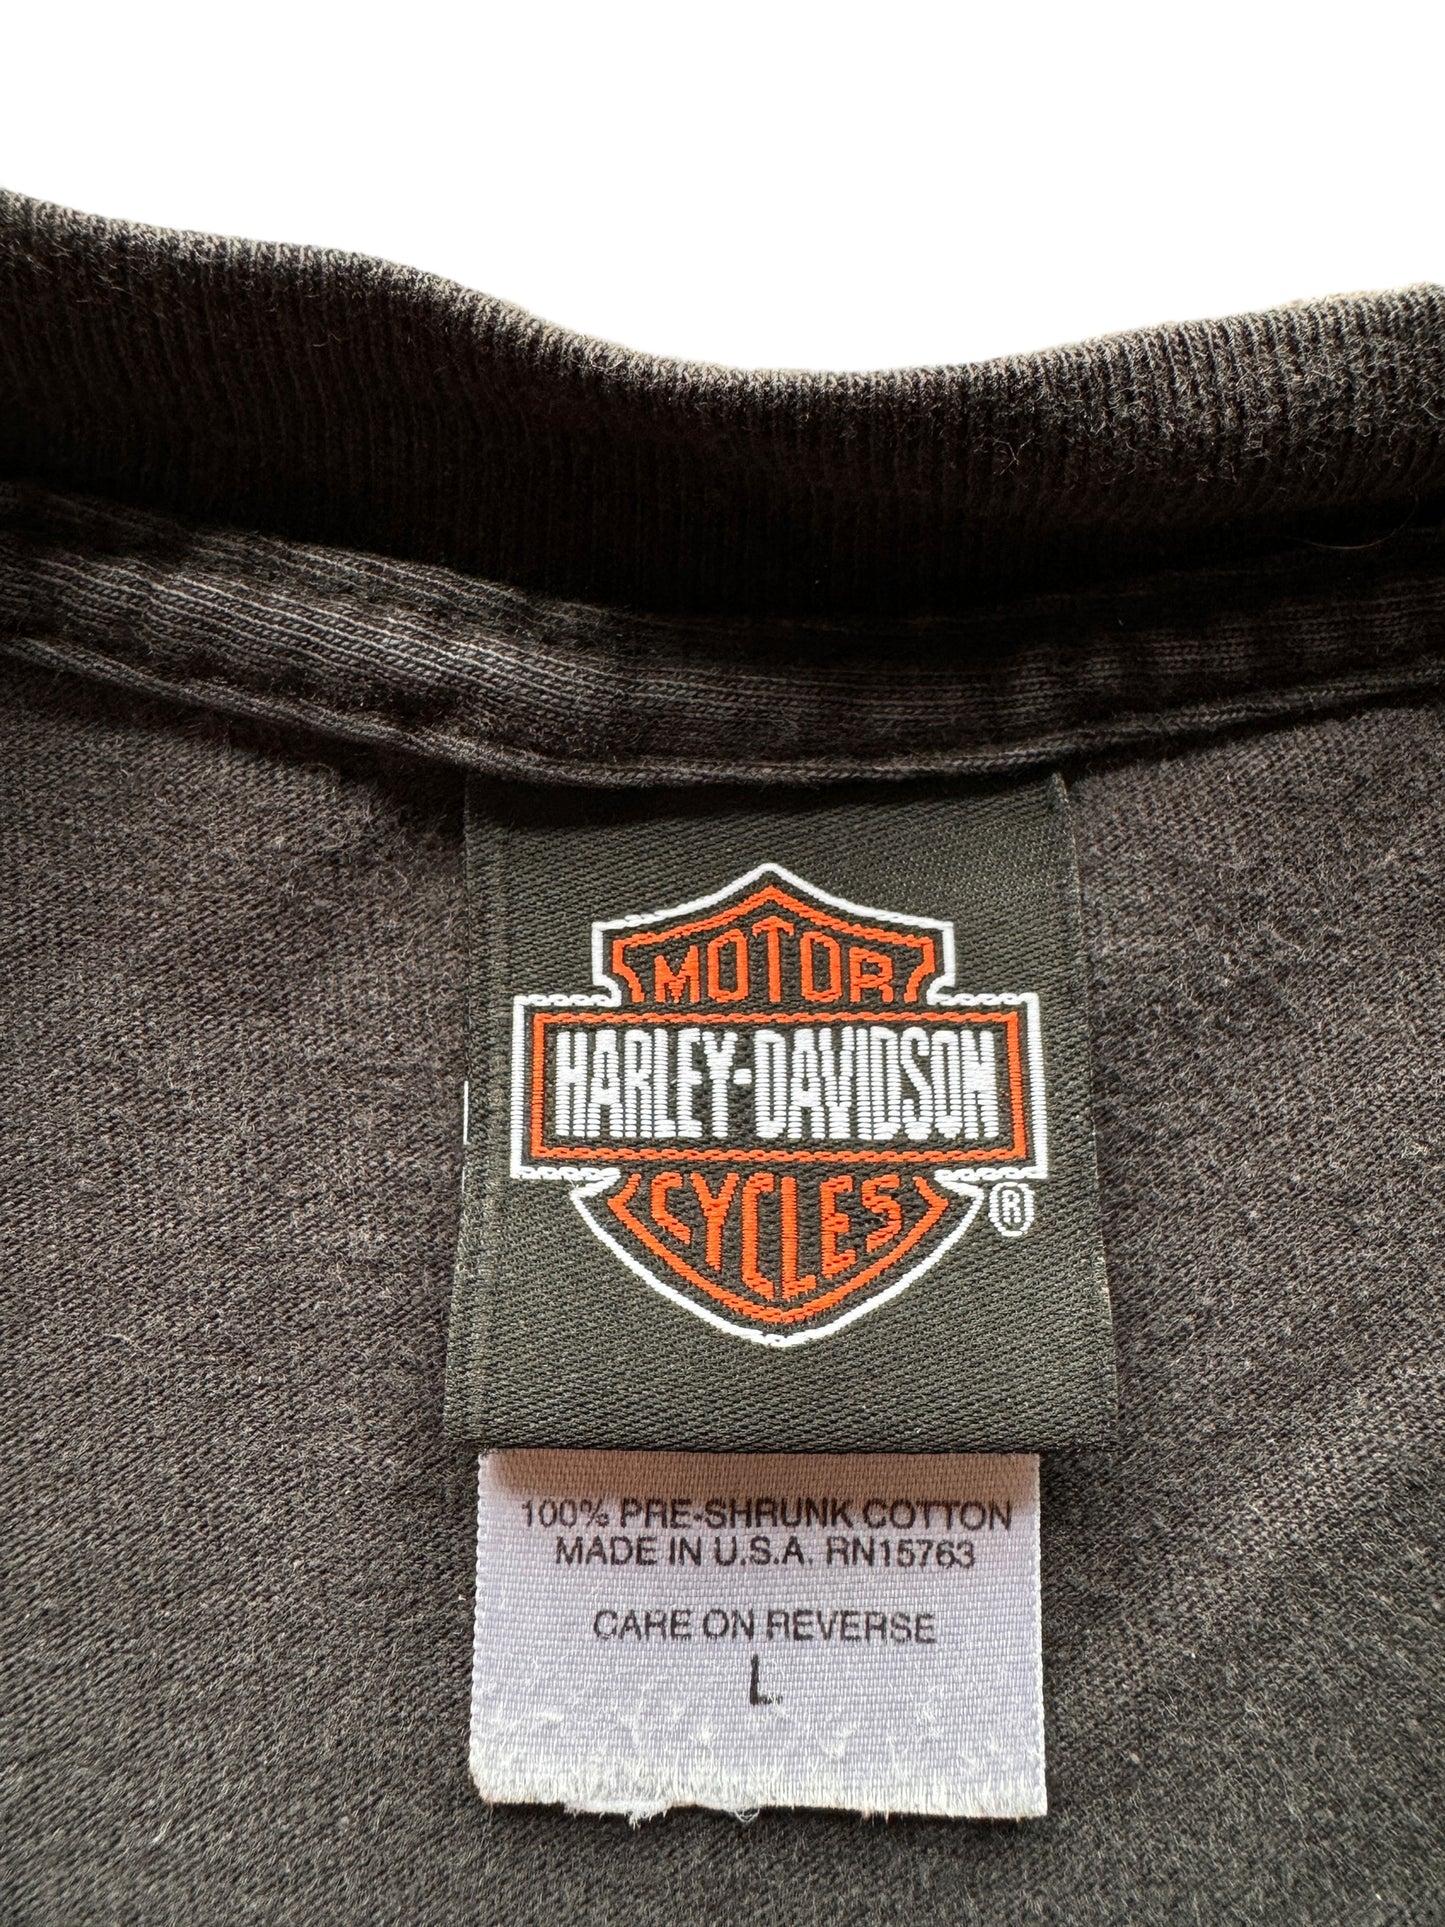 MOTOR
HARLEY-DAVIDSON
CYCLES
®
100% PRE-SHRUNK COTTON
MADE IN U.S.A. RN15763
CARE ON REVERSE
L